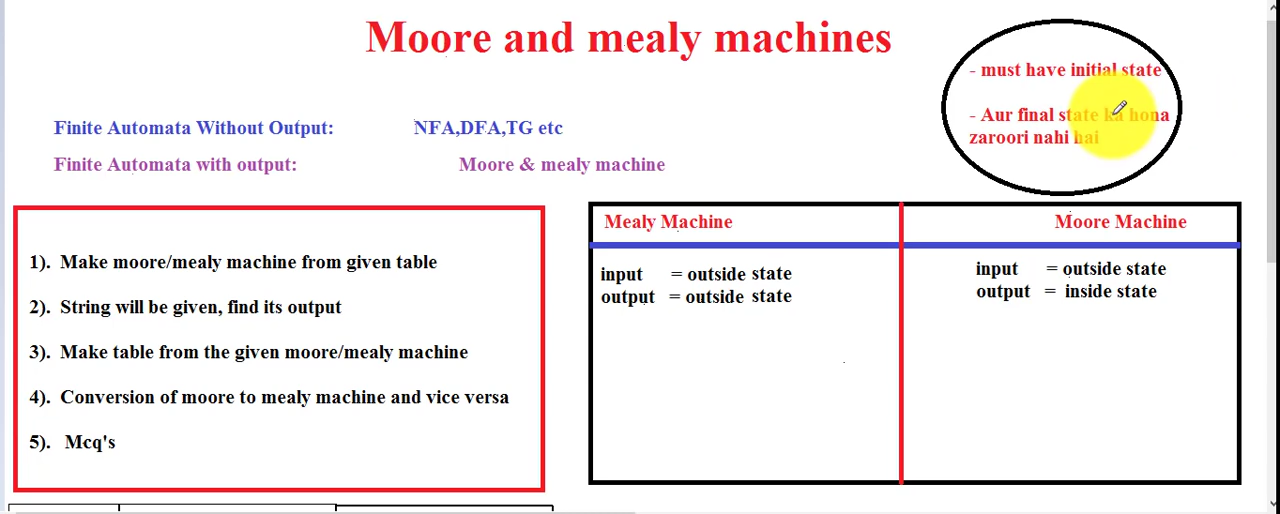 Moore and mealy machines
- must have initial state
- Aur final state ka hona
zaroori nahi hai
Finite Automata Without Output: NFA,DFA,TG etc
Finite Automata with output: Moore & mealy machine
1). Make moore/mealy machine from given table
2). String will be given, find its output
3). Make table from the given moore/mealy machine
4). Conversion of moore to mealy machine and vice versa
5). Mcq's
Mealy Machine
input = outside state
output = outside state
Moore Machine
input = outside state
output = inside state